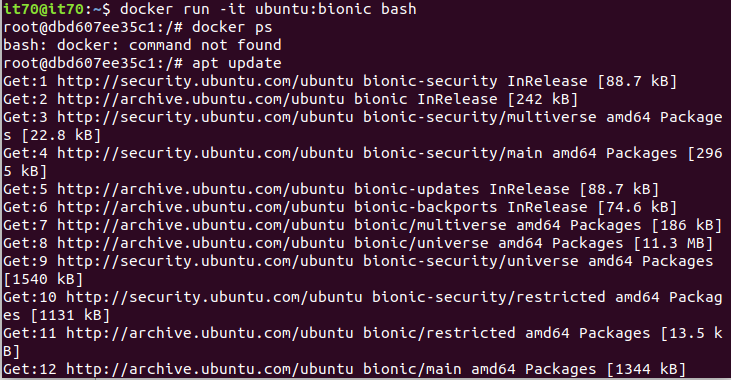 it70@it70:~$ docker run -it ubuntu:bionic bash
root@dbd607ee35c1:/# docker ps
bash: docker: command not found
root@dbd607ee35c1:/# apt update
Get:1 http://security.ubuntu.com/ubuntu bionic-security InRelease [88.7 kB]
Get:2 http://archive.ubuntu.com/ubuntu bionic InRelease [242 kB]
Get:3 http://security.ubuntu.com/ubuntu bionic-security/multiverse amd64 Package
s [22.8 kB]
Get:4 http://security.ubuntu.com/ubuntu bionic-security/main amd64 Packages [296
5 kB]
Get:5 http://archive.ubuntu.com/ubuntu bionic-updates InRelease [88.7 kB]
Get:6 http://archive.ubuntu.com/ubuntu bionic-backports InRelease [74.6 kB]
Get:7 http://archive.ubuntu.com/ubuntu bionic/multiverse amd64 Packages [186 kB]
Get:8 http://archive.ubuntu.com/ubuntu bionic/universe amd64 Packages [11.3 MB]
Get:9 http://security.ubuntu.com/ubuntu bionic-security/universe amd64 Packages
[1540 kB]
Get:10 http://security.ubuntu.com/ubuntu bionic-security/restricted amd64 Packag
es [1131 kB]
Get:11 http://archive.ubuntu.com/ubuntu bionic/restricted amd64 Packages [13.5 k
B]
Get:12 http://archive.ubuntu.com/ubuntu bionic/main amd64 Packages [1344 kB]